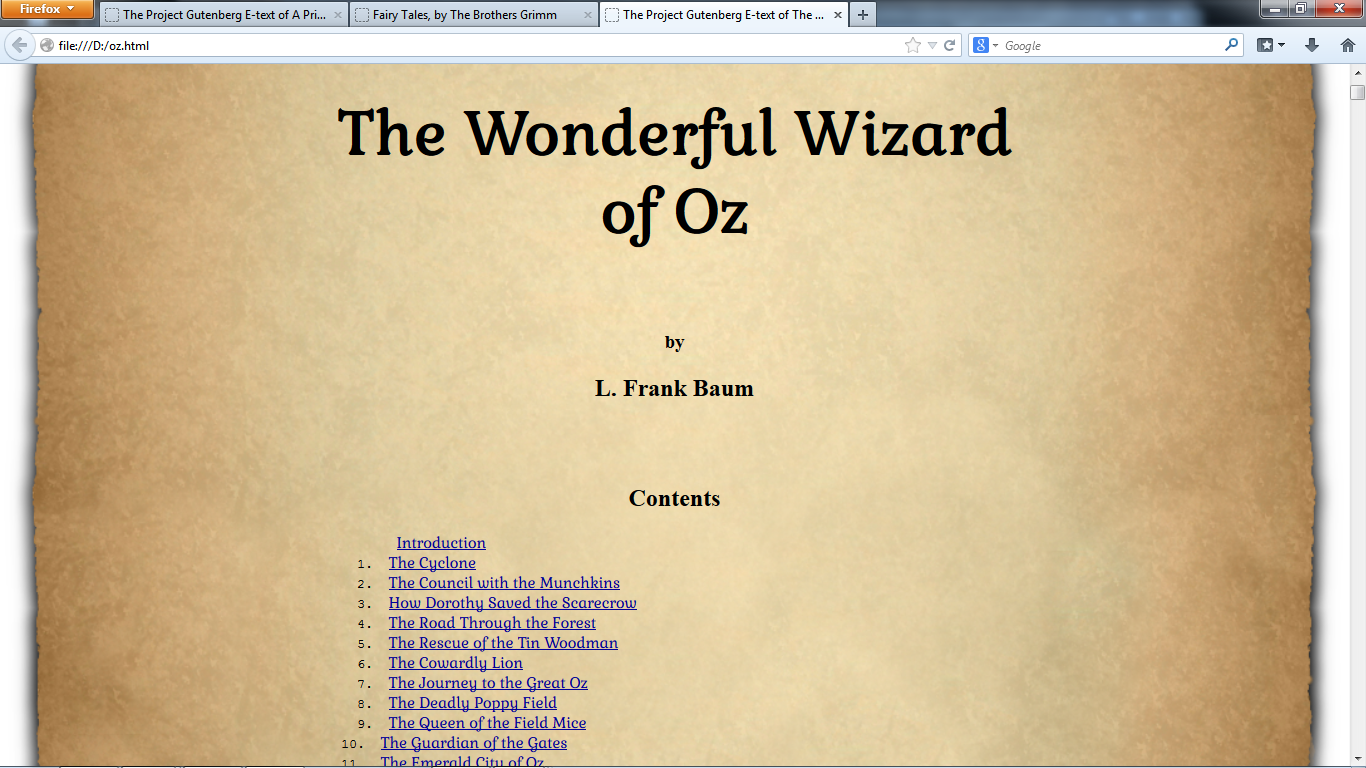 Firefox
The Project Gutenberg E-text of A Pri...
Fairy Tales, by The Brothers Grimm
The Project Gutenberg E-text of The ...
file:///D:/oz.html
Google
The Wonderful Wizard
of Oz
by
L. Frank Baum
Contents
Introduction
1. The Cyclone
2. The Council with the Munchkins
3. How Dorothy Saved the Scarecrow
4. The Road Through the Forest
5. The Rescue of the Tin Woodman
6. The Cowardly Lion
7. The Journey to the Great Oz
8. The Deadly Poppy Field
9. The Queen of the Field Mice
10. The Guardian of the Gates
11. The Emerald City of Oz